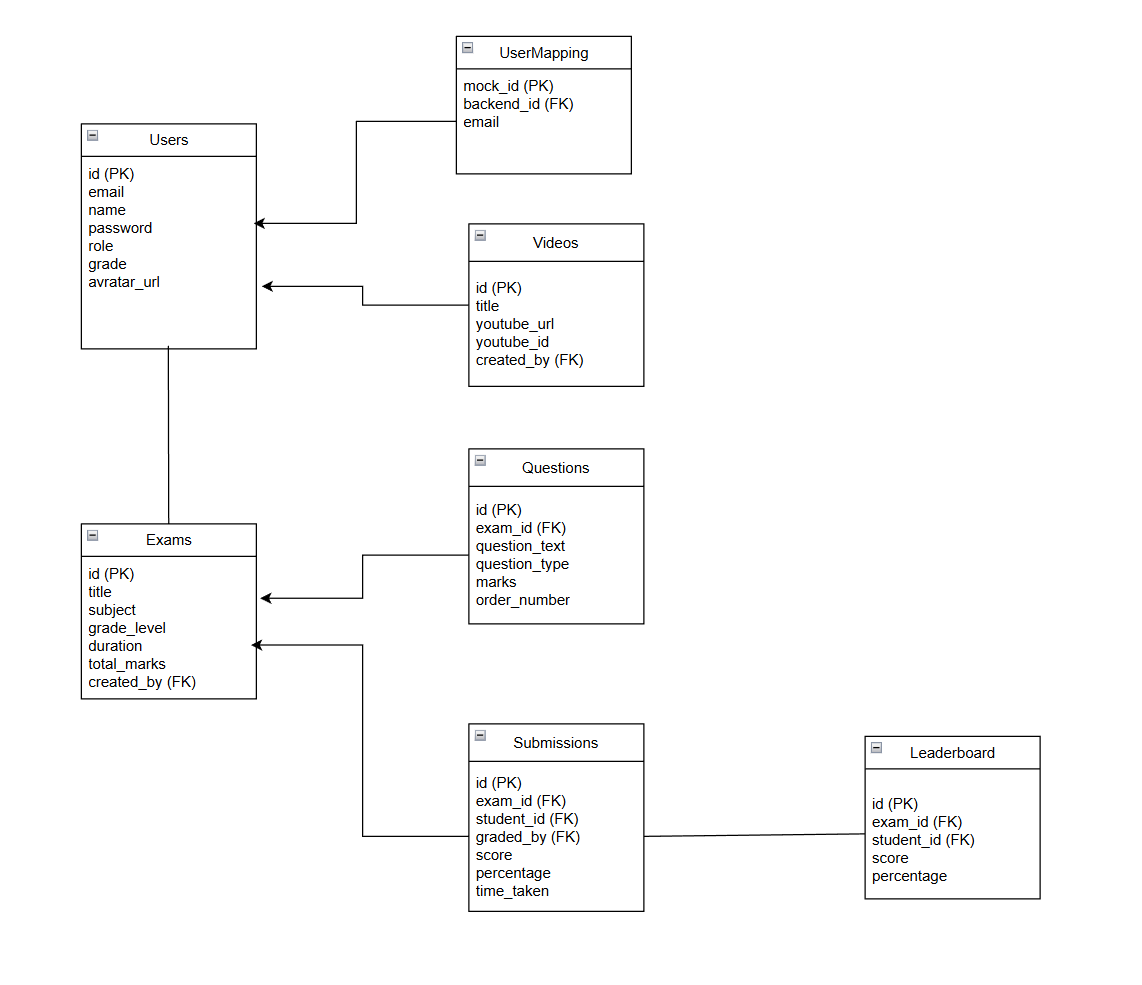 UserMapping
mock_id (PK)
backend_id (FK)
email
Users
id (PK)
email
name
password
role
grade
avratar_url
Videos
id (PK)
title
youtube_url
youtube_id
created_by (FK)
Questions
id (PK)
exam_id (FK)
question_text
question_type
marks
order_number
Exams
id (PK)
title
subject
grade_level
duration
total_marks
created_by (FK)
Submissions
id (PK)
exam_id (FK)
student_id (FK)
graded_by (FK)
score
percentage
time_taken
Leaderboard
id (PK)
exam_id (FK)
student_id (FK)
score
percentage